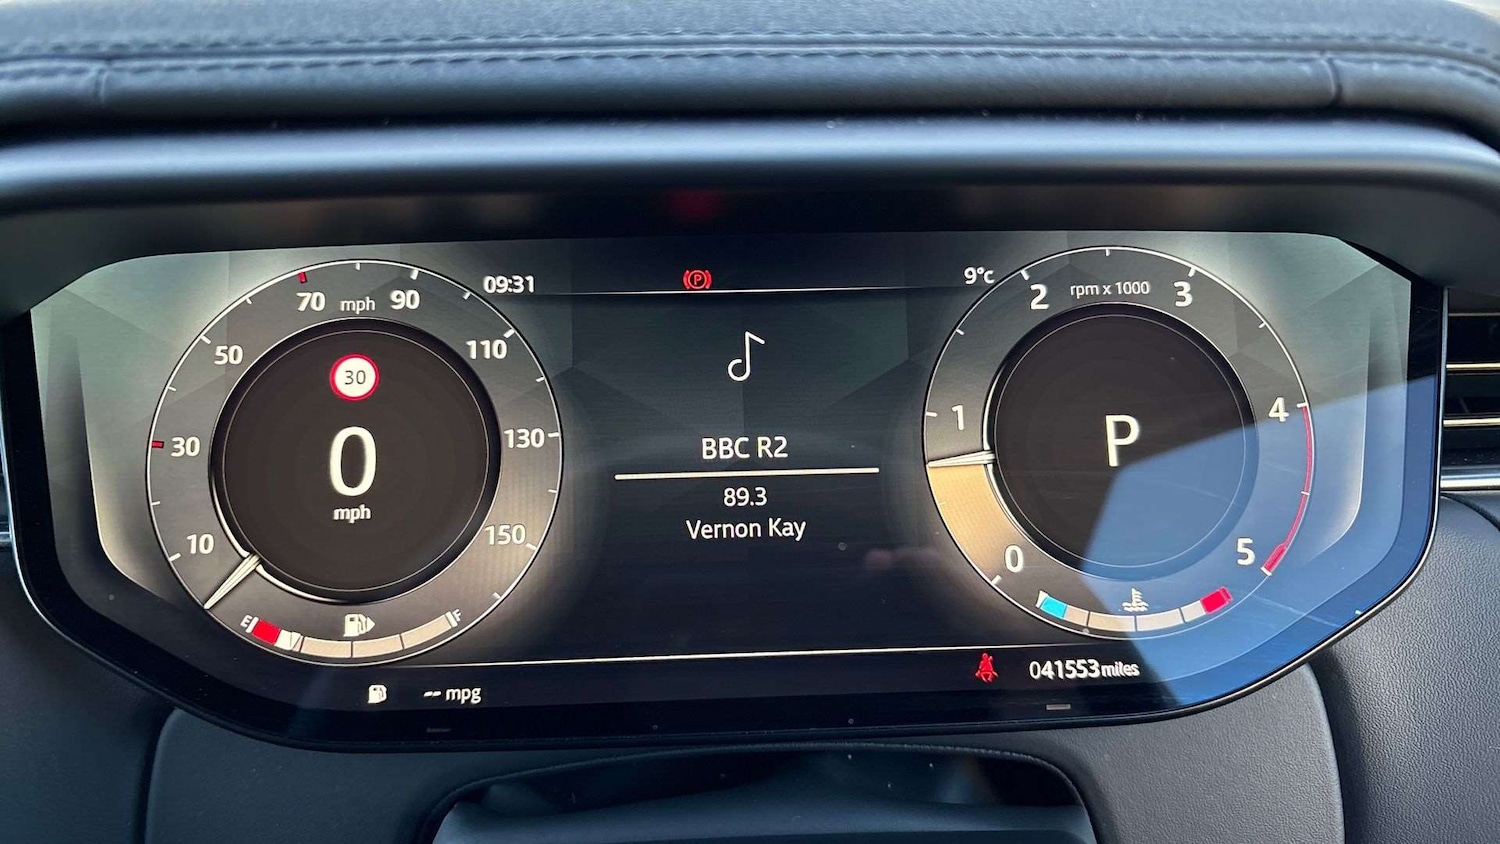 09:31
P
9°c
70 mph 90
50
110
30
130
10
150
30
0
mph
E
F
BBC R2
89.3
Vernon Kay
2 rpm x 1000 3
1
4
0
5
P
-- mpg
041553 miles